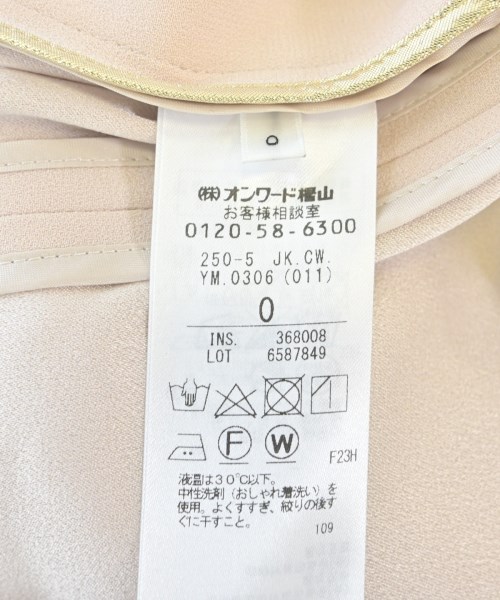 0
㈱オンワード樫山
お客様相談室
0120-58-6300
250-5 JK.CW.
YM.0306 (011)
0
INS. 368008
LOT 6587849
F W
F23H
液温は30℃以下。
中性洗剤（おしゃれ着洗い）を
使用。よくすすぎ、絞りの後す
ぐに干すこと。
109